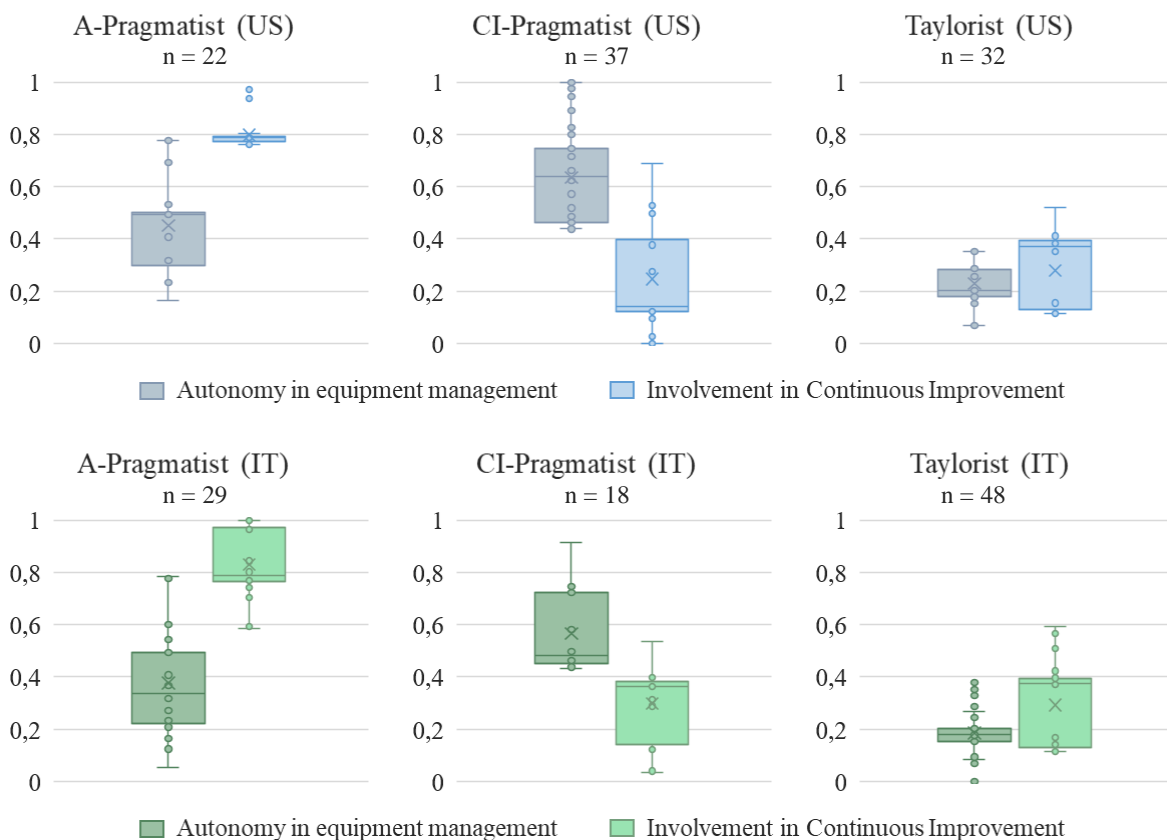 A-Pragmatist (US) CI-Pragmatist (US) Taylorist (US)
n = 22 n = 37 n = 32
1 1 1
0,8 0,8 0,8
0,6 0,6 0,6
0,4 0,4 0,4
0,2 0,2 0,2
0 0 0
Autonomy in equipment management Involvement in Continuous Improvement
A-Pragmatist (IT) CI-Pragmatist (IT) Taylorist (IT)
n = 29 n = 18 n = 48
1 1 1
0,8 0,8 0,8
0,6 0,6 0,6
0,4 0,4 0,4
0,2 0,2 0,2
0 0 0
Autonomy in equipment management Involvement in Continuous Improvement